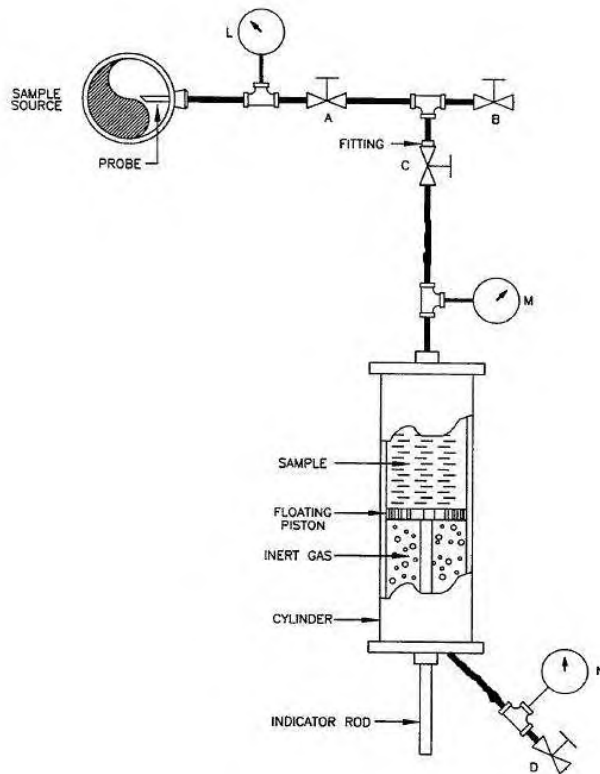 L
SAMPLE
SOURCE
A
B
PROBE
FITTING
C
M
SAMPLE
FLOATING
PISTON
INERT GAS
CYLINDER
N
INDICATOR ROD
D